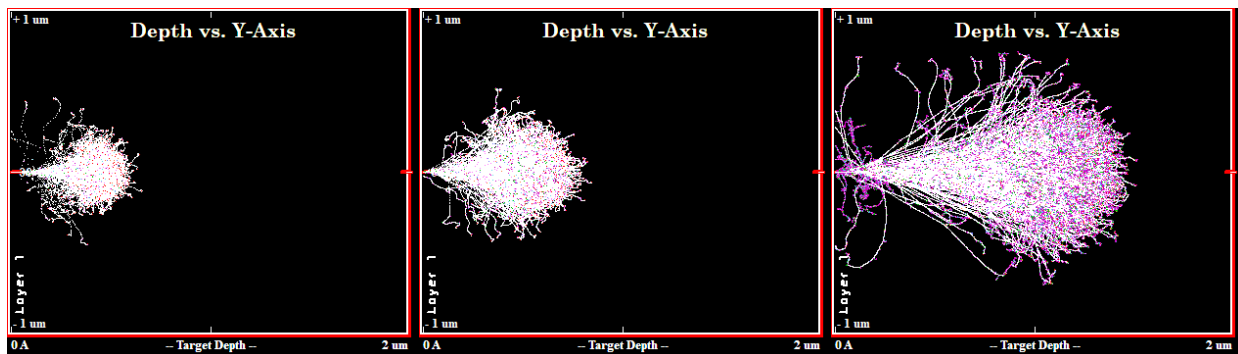 + 1 um
Depth vs. Y-Axis
Layer 1
- 1 um
0 A
-- Target Depth --
2 um
+ 1 um
Depth vs. Y-Axis
Layer 1
- 1 um
0 A
-- Target Depth --
2 um
+ 1 um
Depth vs. Y-Axis
Layer 1
- 1 um
0 A
-- Target Depth --
2 um